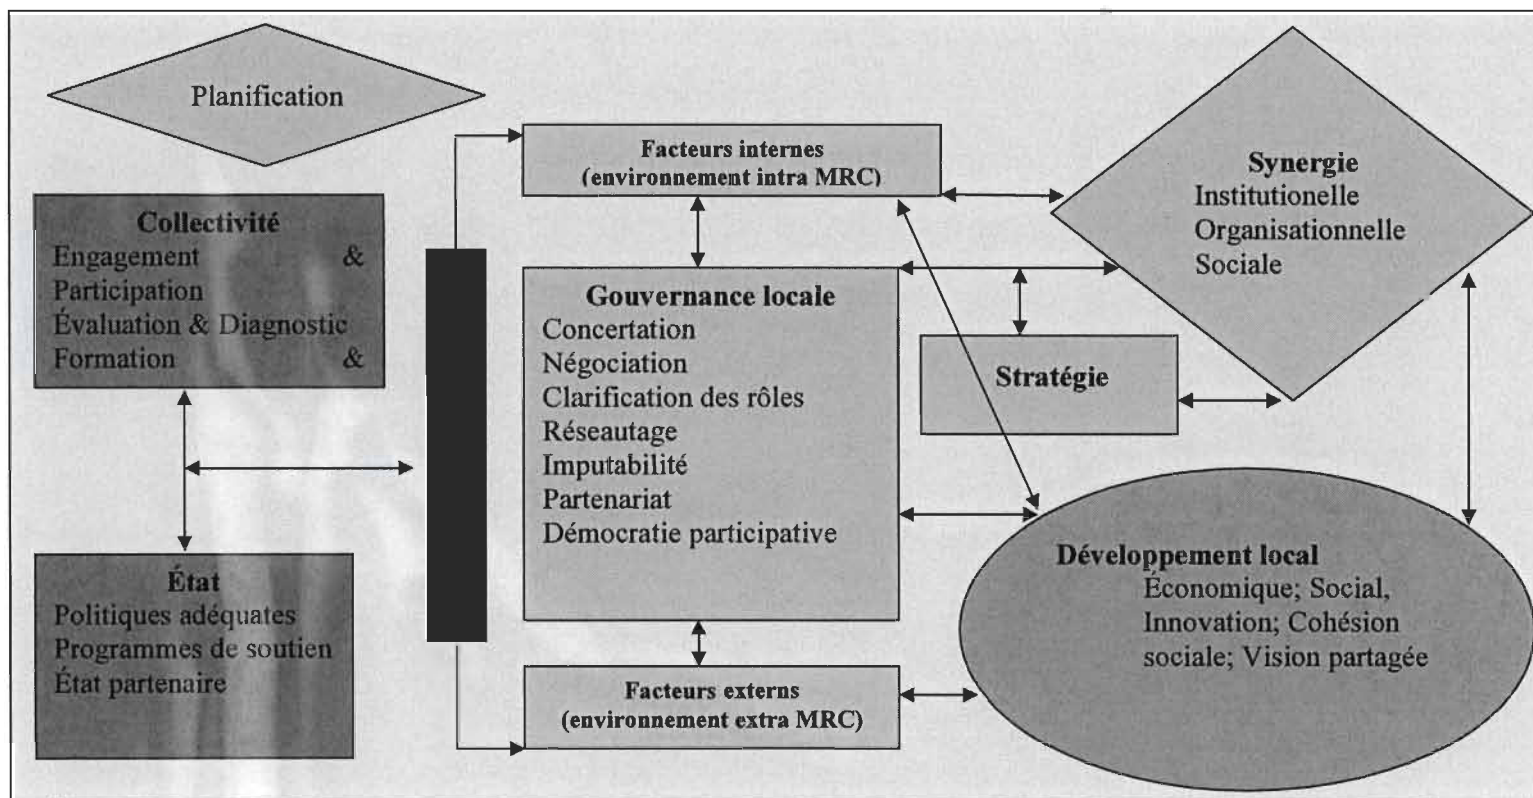 Planification
Collectivité
Engagement &
Participation
Évaluation & Diagnostic
Formation &
État
Politiques adéquates
Programmes de soutien
État partenaire
Facteurs internes
(environnement intra MRC)
Gouvernance locale
Concertation
Négociation
Clarification des rôles
Réseautage
Imputabilité
Partenariat
Démocratie participative
Facteurs externs
(environnement extra MRC)
Synergie
Institutionelle
Organisationnelle
Sociale
Stratégie
Développement local
Économique; Social,
Innovation; Cohésion
sociale; Vision partagée